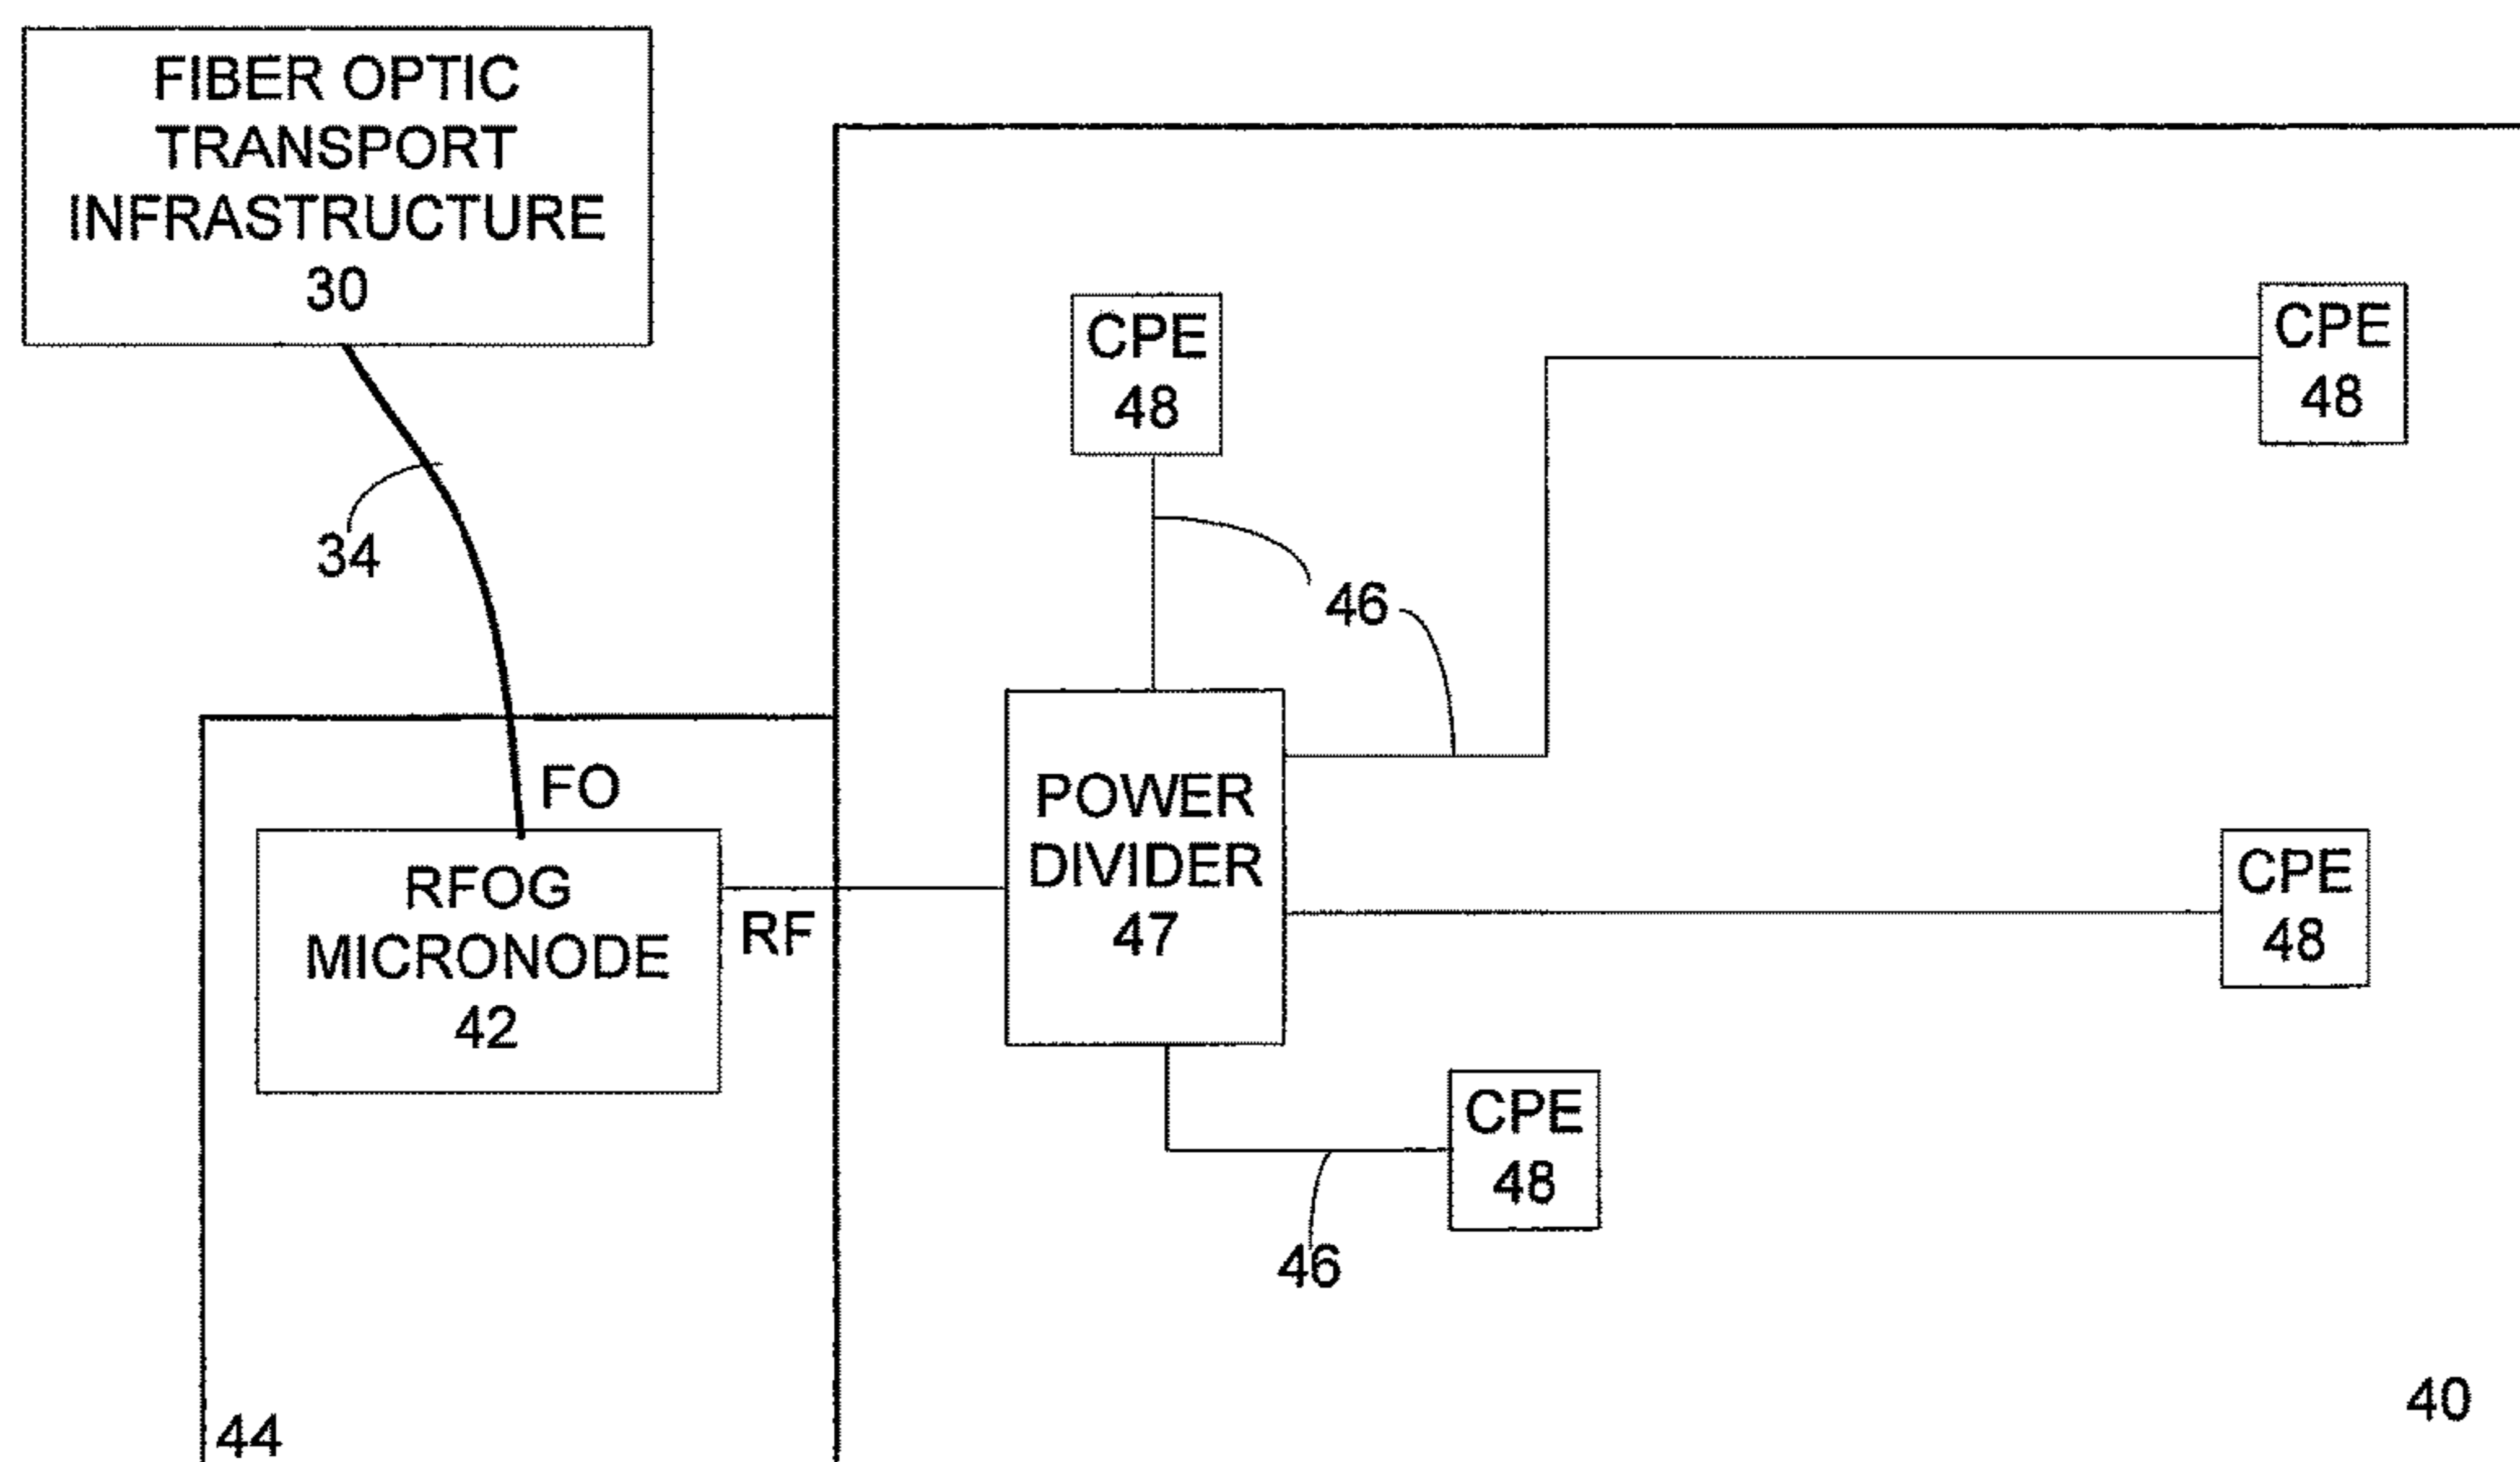 FIBER OPTIC
TRANSPORT
INFRASTRUCTURE
30
34
FO
RFOG
MICRONODE
42
RF
44
CPE
48
CPE
48
46
POWER
DIVIDER
47
CPE
48
CPE
48
46
40